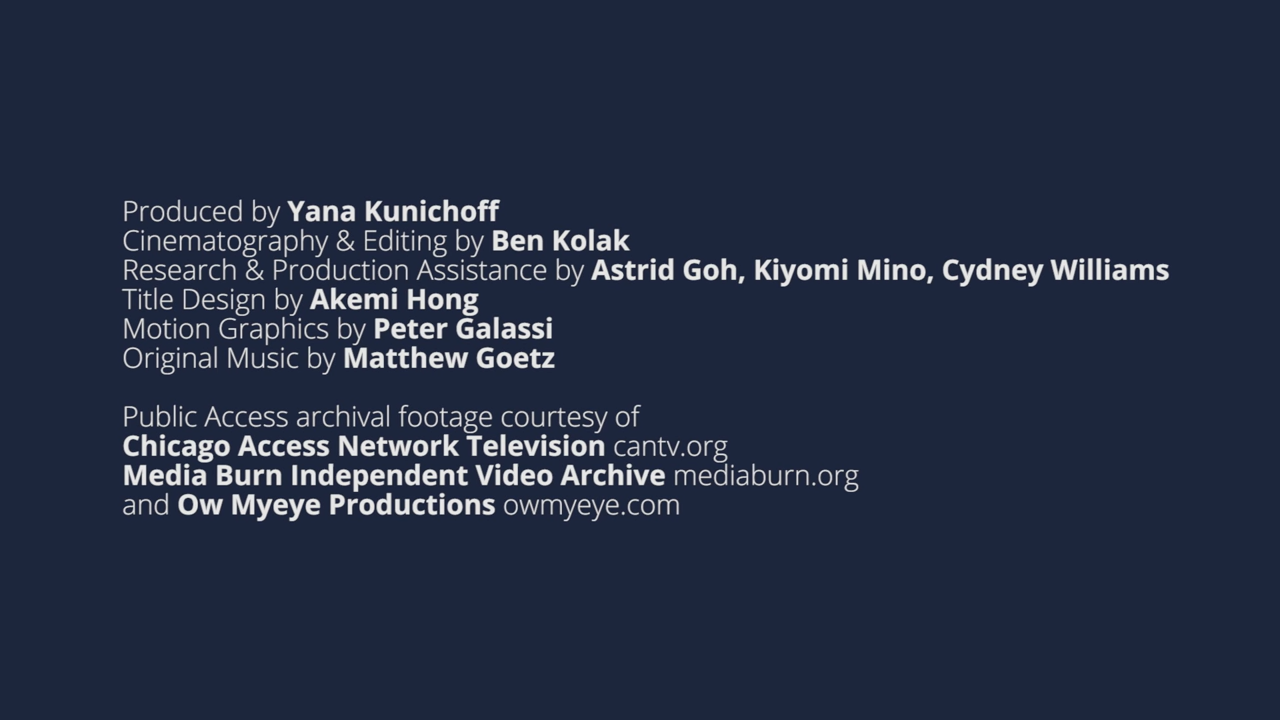 Produced by Yana Kunichoff
Cinematography & Editing by Ben Kolak
Research & Production Assistance by Astrid Goh, Kiyomi Mino, Cydney Williams
Title Design by Akemi Hong
Motion Graphics by Peter Galassi
Original Music by Matthew Goetz
Public Access archival footage courtesy of
Chicago Access Network Television cantv.org
Media Burn Independent Video Archive mediaburn.org
and Ow Myeye Productions owmyeye.com